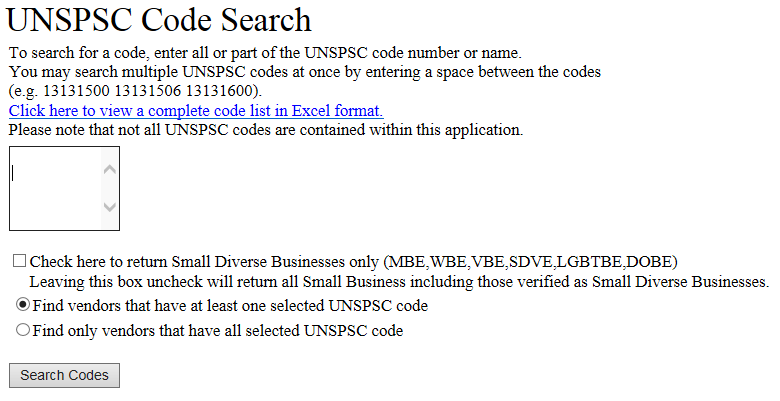 UNSPSC Code Search
To search for a code, enter all or part of the UNSPSC code number or name.
You may search multiple UNSPSC codes at once by entering a space between the codes
(e.g. 13131500 13131506 13131600).
Click here to view a complete code list in Excel format.
Please note that not all UNSPSC codes are contained within this application.
Check here to return Small Diverse Businesses only (MBE,WBE,VBE,SDVE,LGBTBE,DOBE)
Leaving this box uncheck will return all Small Business including those verified as Small Diverse Businesses.
Find vendors that have at least one selected UNSPSC code
Find only vendors that have all selected UNSPSC code
Search Codes